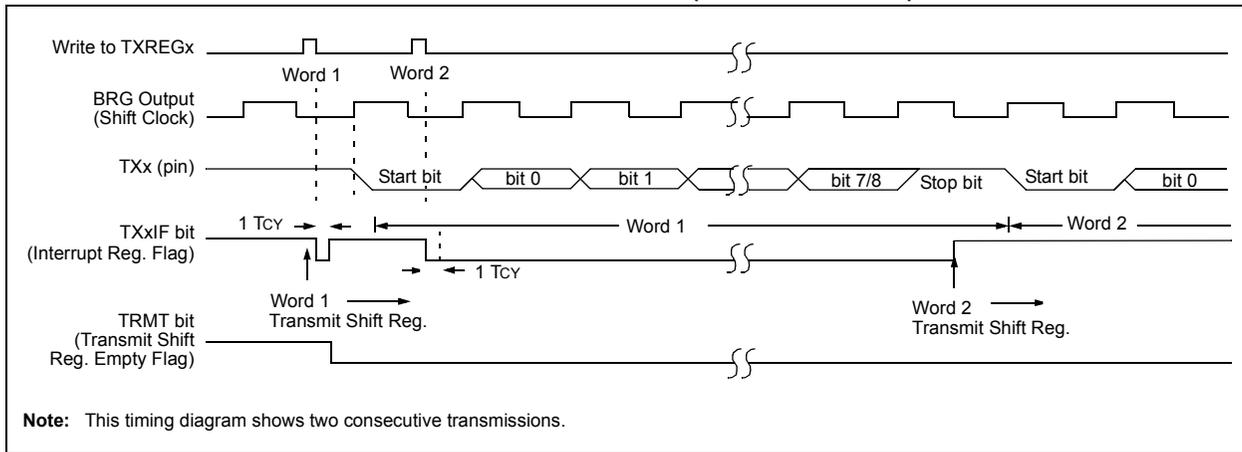 Write to TXREGx
Word 1
Word 2
BRG Output
(Shift Clock)
TXx (pin)
Start bit
bit 0
bit 1
bit 7/8
Stop bit
Start bit
bit 0
1 TCY
TXxIF bit
(Interrupt Reg. Flag)
Word 1
Word 2
1 TCY
Word 1
Transmit Shift Reg.
Word 2
Transmit Shift Reg.
TRMT bit
(Transmit Shift
Reg. Empty Flag)
Note: This timing diagram shows two consecutive transmissions.